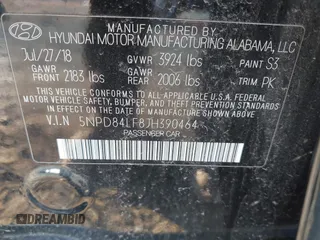 HYUNDAI MOTOR MANUFACTURING ALABAMA, LLC
Jul/27/18 GVWR 3924 lbs PAINT S3
GAWR FRONT 2183 lbs GAWR REAR 2006 lbs TRIM PK
THIS VEHICLE CONFORMS TO ALL APPLICABLE U.S.A. FEDERAL
MOTOR VEHICLE SAFETY BUMPER, AND THEFT PREVENTION STANDARDS
IN EFFECT ON THE DATE OF MANUFACTURE SHOWN ABOVE.
V.I.N 5NPD84LF8JH390464
PASSENGER CAR
DREAMBID